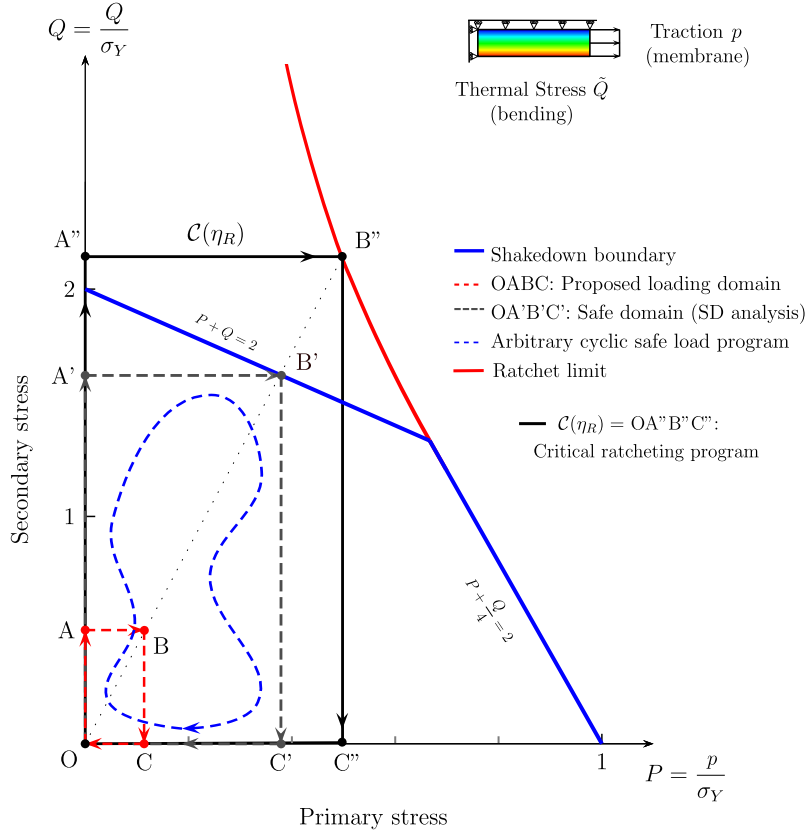 Q = Q/σ_Y
Traction p
(membrane)
Thermal Stress Q̃
(bending)
A"
C(η_R)
B"
Shakedown boundary
OABC: Proposed loading domain
OA'B'C': Safe domain (SD analysis)
Arbitrary cyclic safe load program
Ratchet limit
C(η_R) = OA"B"C":
Critical ratcheting program
2
P + Q = 2
A'
B'
Secondary stress
1
P + Q/4 = 2
A
B
O
C
C'
C"
1
P = p/σ_Y
Primary stress